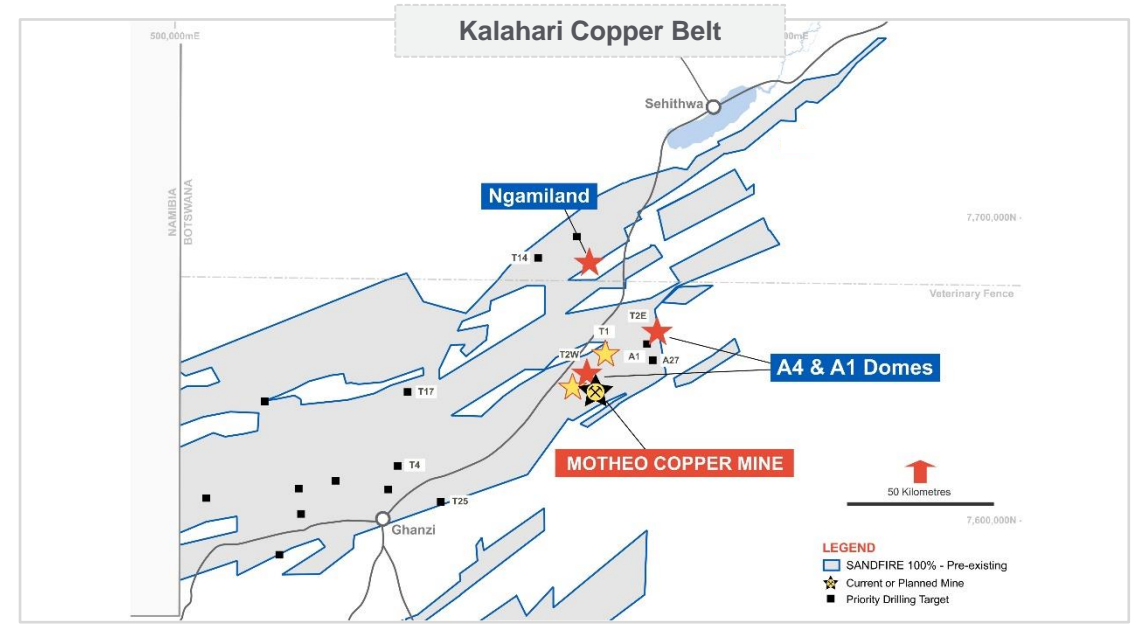 Kalahari Copper Belt
500,000mE
00mE
Sehithwa
NAMIBIA
BOTSWANA
Ngamiland
7,700,000N
T14
Veterinary Fence
T2E
T1
T2W
A1
A27
A4 & A1 Domes
T17
MOTHEO COPPER MINE
T4
50 Kilometres
T25
7,600,000N
Ghanzi
LEGEND
SANDFIRE 100% - Pre-existing
Current or Planned Mine
Priority Drilling Target